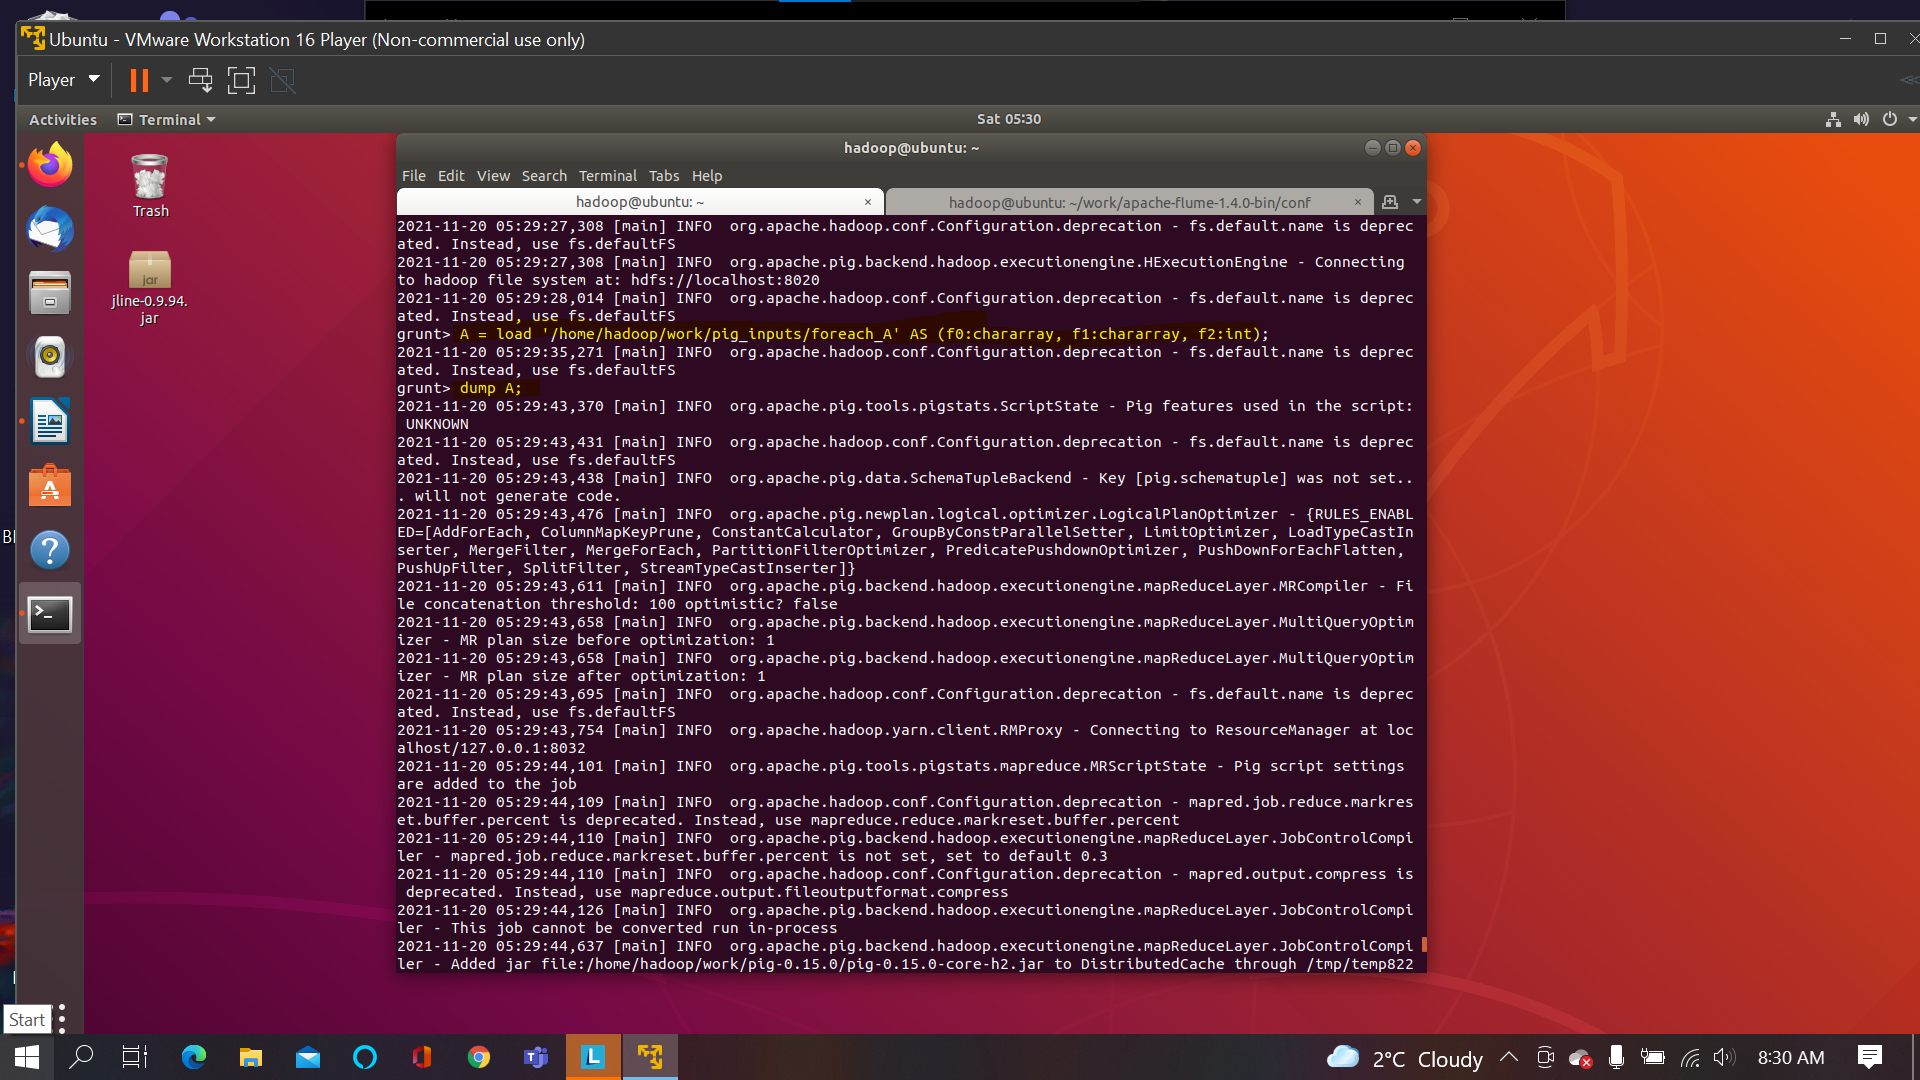 Ubuntu - VMware Workstation 16 Player (Non-commercial use only)
Player
Activities
Terminal
Sat 05:30
Trash
jar
jline-0.9.94.
jar
hadoop@ubuntu: ~
File Edit View Search Terminal Tabs Help
hadoop@ubuntu: ~ ×
hadoop@ubuntu: ~/work/apache-flume-1.4.0-bin/conf ×
2021-11-20 05:29:27,308 [main] INFO  org.apache.hadoop.conf.Configuration.deprecation - fs.default.name is deprec
ated. Instead, use fs.defaultFS
2021-11-20 05:29:27,308 [main] INFO  org.apache.pig.backend.hadoop.executionengine.HExecutionEngine - Connecting
to hadoop file system at: hdfs://localhost:8020
2021-11-20 05:29:28,014 [main] INFO  org.apache.hadoop.conf.Configuration.deprecation - fs.default.name is deprec
ated. Instead, use fs.defaultFS
grunt> A = load '/home/hadoop/work/pig_inputs/foreach_A' AS (f0:chararray, f1:chararray, f2:int);
2021-11-20 05:29:35,271 [main] INFO  org.apache.hadoop.conf.Configuration.deprecation - fs.default.name is deprec
ated. Instead, use fs.defaultFS
grunt> dump A;
2021-11-20 05:29:43,370 [main] INFO  org.apache.pig.tools.pigstats.ScriptState - Pig features used in the script:
 UNKNOWN
2021-11-20 05:29:43,431 [main] INFO  org.apache.hadoop.conf.Configuration.deprecation - fs.default.name is deprec
ated. Instead, use fs.defaultFS
2021-11-20 05:29:43,438 [main] INFO  org.apache.pig.data.SchemaTupleBackend - Key [pig.schematuple] was not set..
. will not generate code.
2021-11-20 05:29:43,476 [main] INFO  org.apache.pig.newplan.logical.optimizer.LogicalPlanOptimizer - {RULES_ENABL
ED=[AddForEach, ColumnMapKeyPrune, ConstantCalculator, GroupByConstParallelSetter, LimitOptimizer, LoadTypeCastIn
serter, MergeFilter, MergeForEach, PartitionFilterOptimizer, PredicatePushdownOptimizer, PushDownForEachFlatten,
PushUpFilter, SplitFilter, StreamTypeCastInserter]}
2021-11-20 05:29:43,611 [main] INFO  org.apache.pig.backend.hadoop.executionengine.mapReduceLayer.MRCompiler - Fi
le concatenation threshold: 100 optimistic? false
2021-11-20 05:29:43,658 [main] INFO  org.apache.pig.backend.hadoop.executionengine.mapReduceLayer.MultiQueryOptim
izer - MR plan size before optimization: 1
2021-11-20 05:29:43,658 [main] INFO  org.apache.pig.backend.hadoop.executionengine.mapReduceLayer.MultiQueryOptim
izer - MR plan size after optimization: 1
2021-11-20 05:29:43,695 [main] INFO  org.apache.hadoop.conf.Configuration.deprecation - fs.default.name is deprec
ated. Instead, use fs.defaultFS
2021-11-20 05:29:43,754 [main] INFO  org.apache.hadoop.yarn.client.RMProxy - Connecting to ResourceManager at loc
alhost/127.0.0.1:8032
2021-11-20 05:29:44,101 [main] INFO  org.apache.pig.tools.pigstats.mapreduce.MRScriptState - Pig script settings
are added to the job
2021-11-20 05:29:44,109 [main] INFO  org.apache.hadoop.conf.Configuration.deprecation - mapred.job.reduce.markres
et.buffer.percent is deprecated. Instead, use mapreduce.reduce.markreset.buffer.percent
2021-11-20 05:29:44,110 [main] INFO  org.apache.pig.backend.hadoop.executionengine.mapReduceLayer.JobControlCompi
ler - mapred.job.reduce.markreset.buffer.percent is not set, set to default 0.3
2021-11-20 05:29:44,110 [main] INFO  org.apache.hadoop.conf.Configuration.deprecation - mapred.output.compress is
 deprecated. Instead, use mapreduce.output.fileoutputformat.compress
2021-11-20 05:29:44,126 [main] INFO  org.apache.pig.backend.hadoop.executionengine.mapReduceLayer.JobControlCompi
ler - This job cannot be converted run in-process
2021-11-20 05:29:44,637 [main] INFO  org.apache.pig.backend.hadoop.executionengine.mapReduceLayer.JobControlCompi
ler - Added jar file:/home/hadoop/work/pig-0.15.0/pig-0.15.0-core-h2.jar to DistributedCache through /tmp/temp822
Start
L
2°C Cloudy
8:30 AM